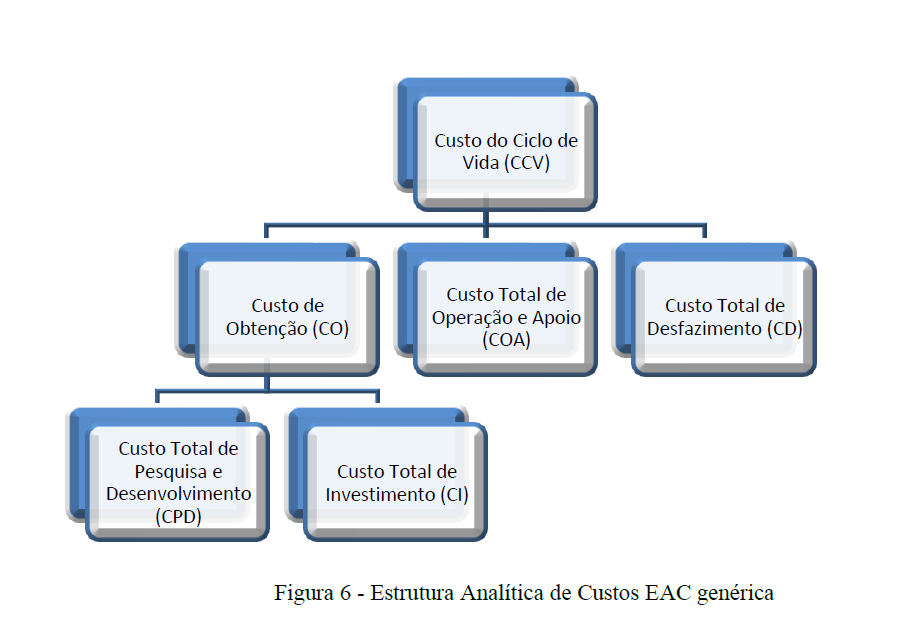 Custo do Ciclo de
Vida (CCV)
Custo de
Obtenção (CO)
Custo Total de
Operação e Apoio
(COA)
Custo Total de
Desfazimento (CD)
Custo Total de
Pesquisa e
Desenvolvimento
(CPD)
Custo Total de
Investimento (CI)
Figura 6 - Estrutura Analítica de Custos EAC genérica